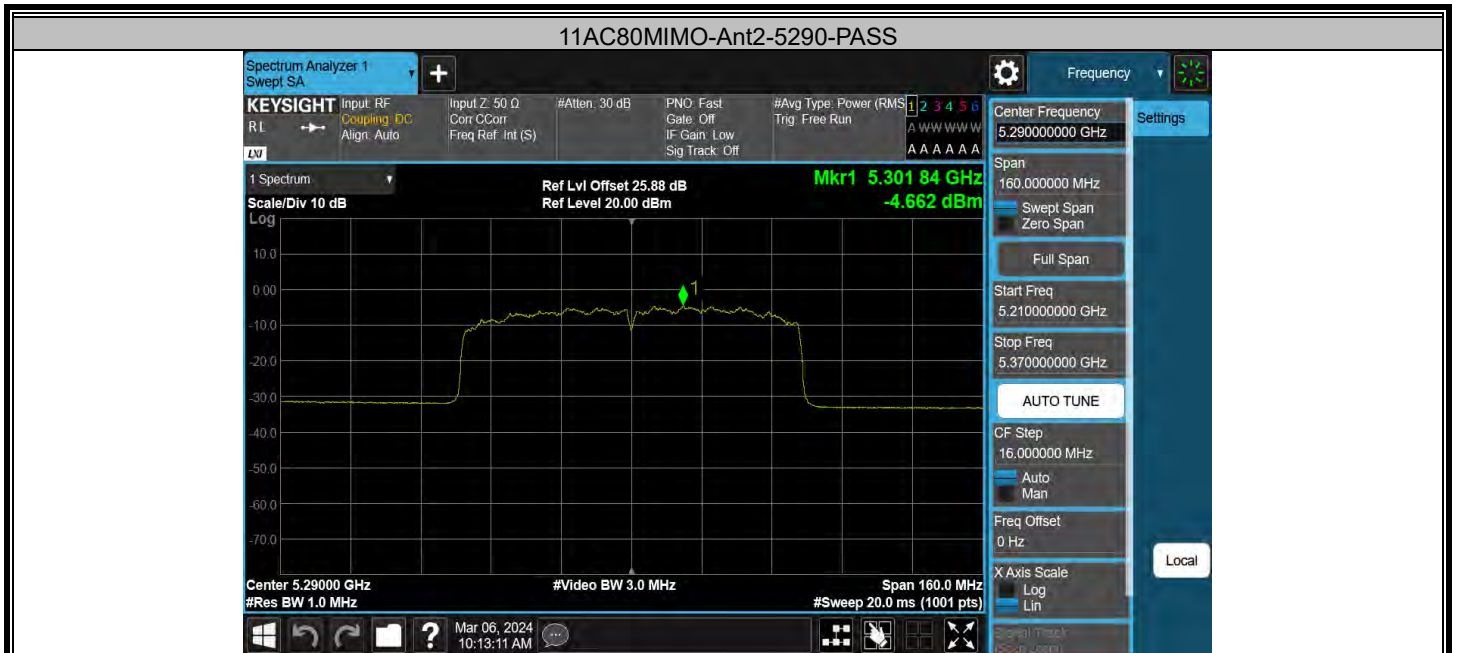 11AC80MIMO-Ant2-5290-PASS
Spectrum Analyzer 1
Swept SA
+
Frequency
KEYSIGHT
RL
LXI
Input: RF
Coupling: DC
Align: Auto
Input Z: 50 Ω
Corr CCorr
Freq Ref: Int (S)
#Atten: 30 dB
PNO: Fast
Gate: Off
IF Gain: Low
Sig Track: Off
#Avg Type: Power (RMS
Trig: Free Run
1 2 3 4 5 6
A WW WW W
A A A A A A
1 Spectrum
Scale/Div 10 dB
Log
Ref Lvl Offset 25.88 dB
Ref Level 20.00 dBm
Mkr1 5.301 84 GHz
-4.662 dBm
1
10.0
0.00
-10.0
-20.0
-30.0
-40.0
-50.0
-60.0
-70.0
Center 5.29000 GHz
#Res BW 1.0 MHz
#Video BW 3.0 MHz
Span 160.0 MHz
#Sweep 20.0 ms (1001 pts)
Center Frequency
5.290000000 GHz
Settings
Span
160.000000 MHz
Swept Span
Zero Span
Full Span
Start Freq
5.210000000 GHz
Stop Freq
5.370000000 GHz
AUTO TUNE
CF Step
16.000000 MHz
Auto
Man
Freq Offset
0 Hz
X Axis Scale
Log
Lin
Signal Track
(Span Zoom)
Local
?
Mar 06, 2024
10:13:11 AM